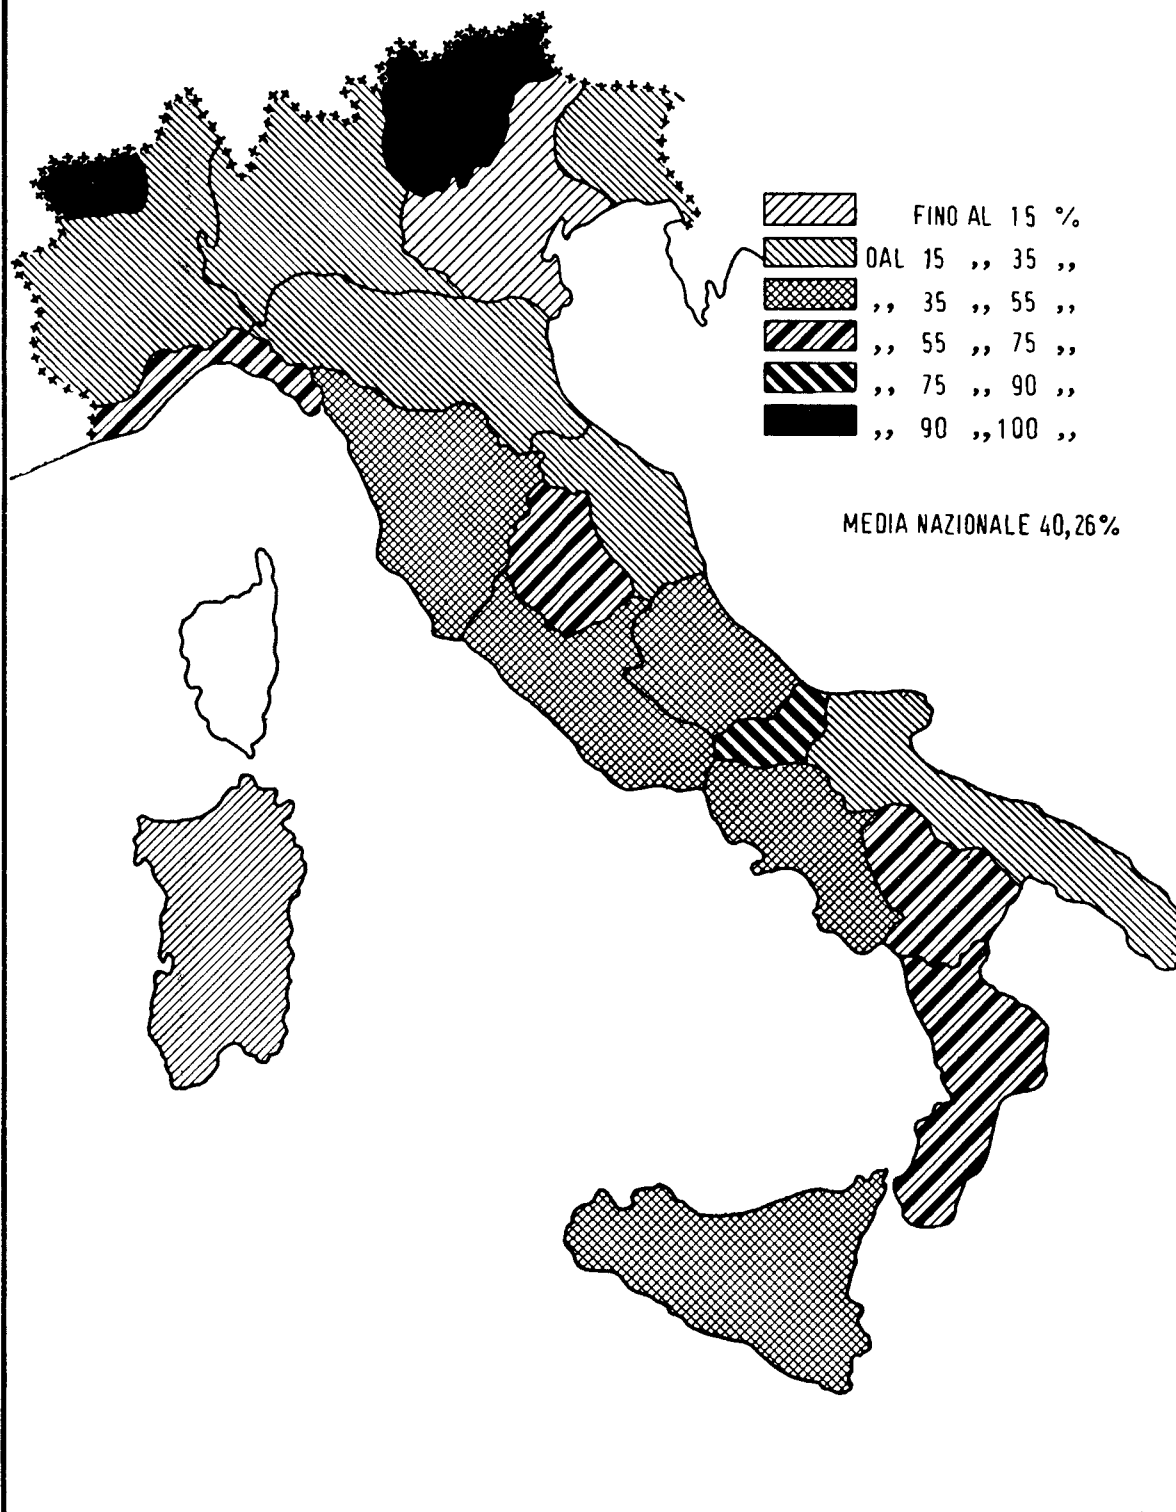 FINO AL 15 %
DAL 15 ,, 35 ,,
,, 35 ,, 55 ,,
,, 55 ,, 75 ,,
,, 75 ,, 90 ,,
,, 90 ,, 100 ,,
MEDIA NAZIONALE 40,26%